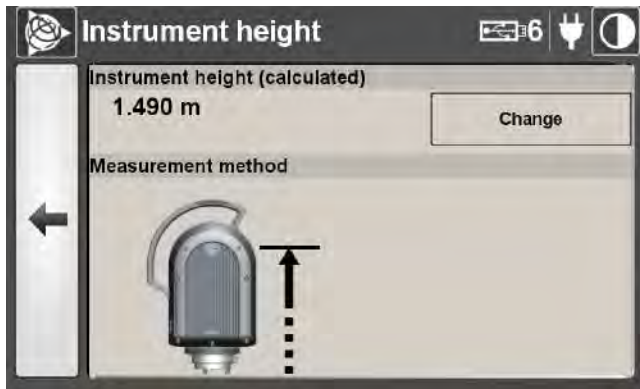 Instrument height
6
Instrument height (calculated)
1.490 m
Change
Measurement method